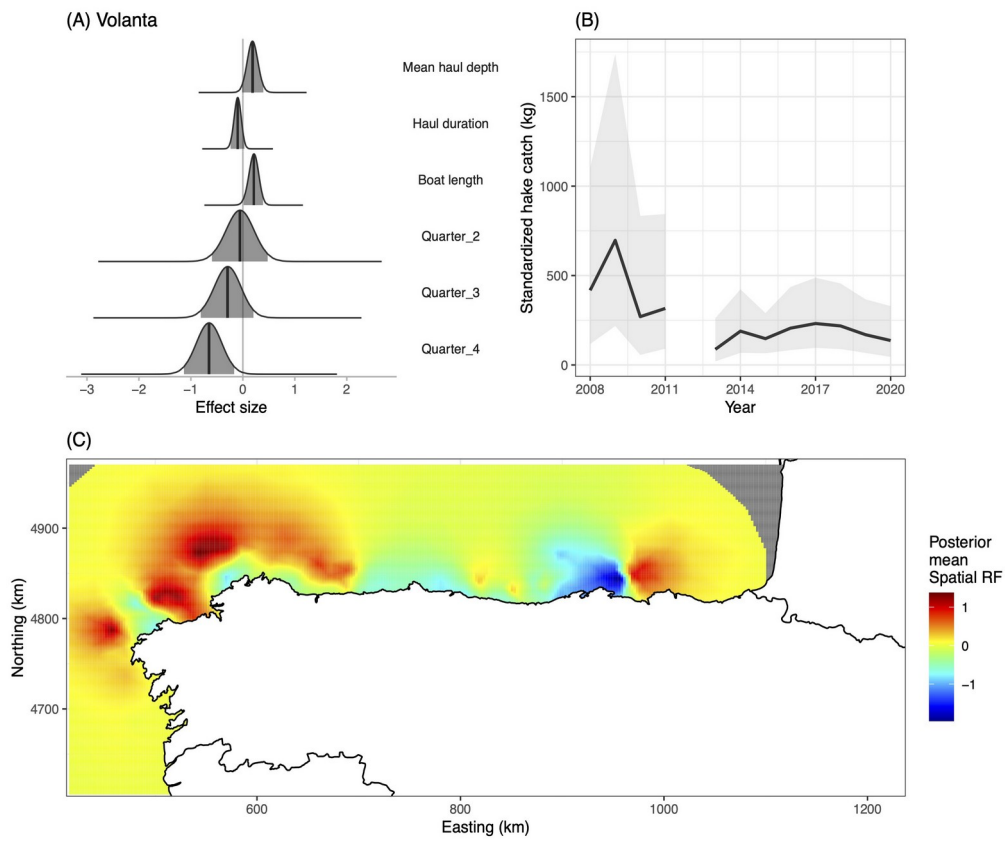 (A) Volanta
Mean haul depth
Haul duration
Boat length
Quarter_2
Quarter_3
Quarter_4
−3 −2 −1 0 1 2
Effect size
(B)
Standardized hake catch (kg)
1500
1000
500
0
2008 2011 2014 2017 2020
Year
(C)
Northing (km)
4900
4800
4700
600 800 1000 1200
Easting (km)
Posterior
mean
Spatial RF
1
0
−1